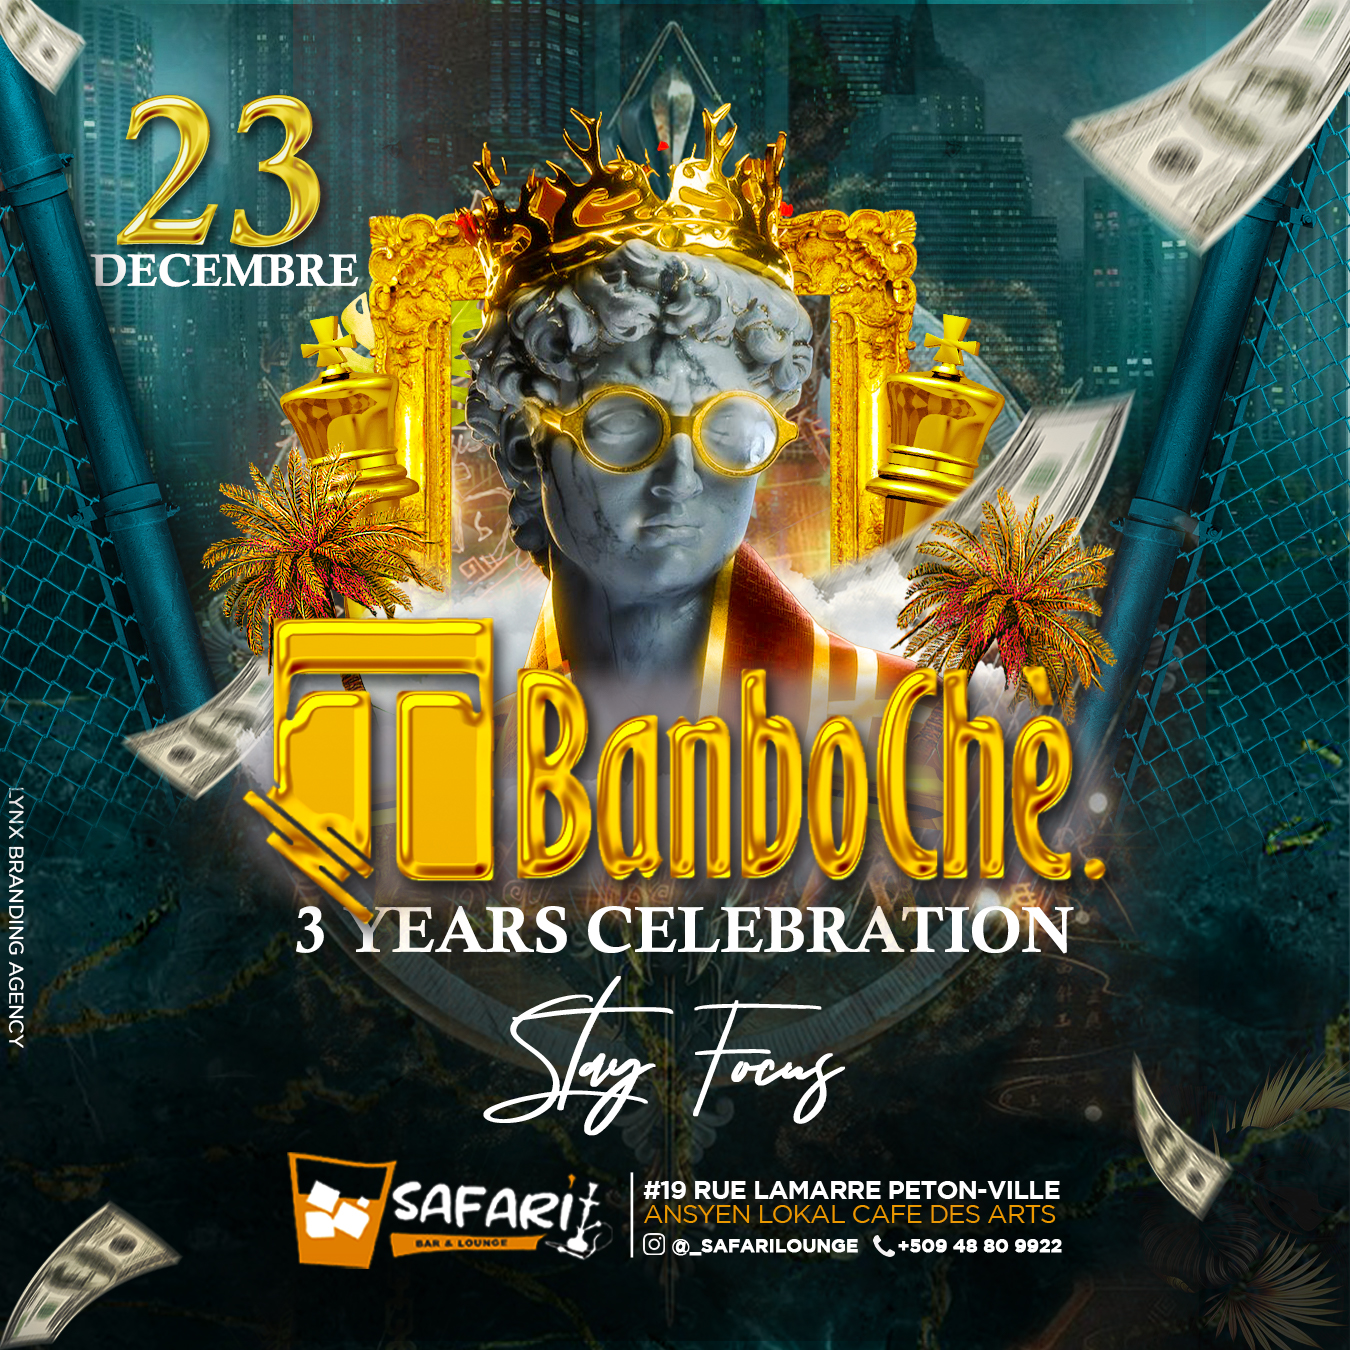 23
DECEMBRE
BanboChè.
3 YEARS CELEBRATION
Stay Focus
LYNX BRANDING AGENCY
SAFARI
BAR & LOUNGE
#19 RUE LAMARRE PETON-VILLE
ANSYEN LOKAL CAFE DES ARTS
@_SAFARILOUNGE +509 48 80 9922